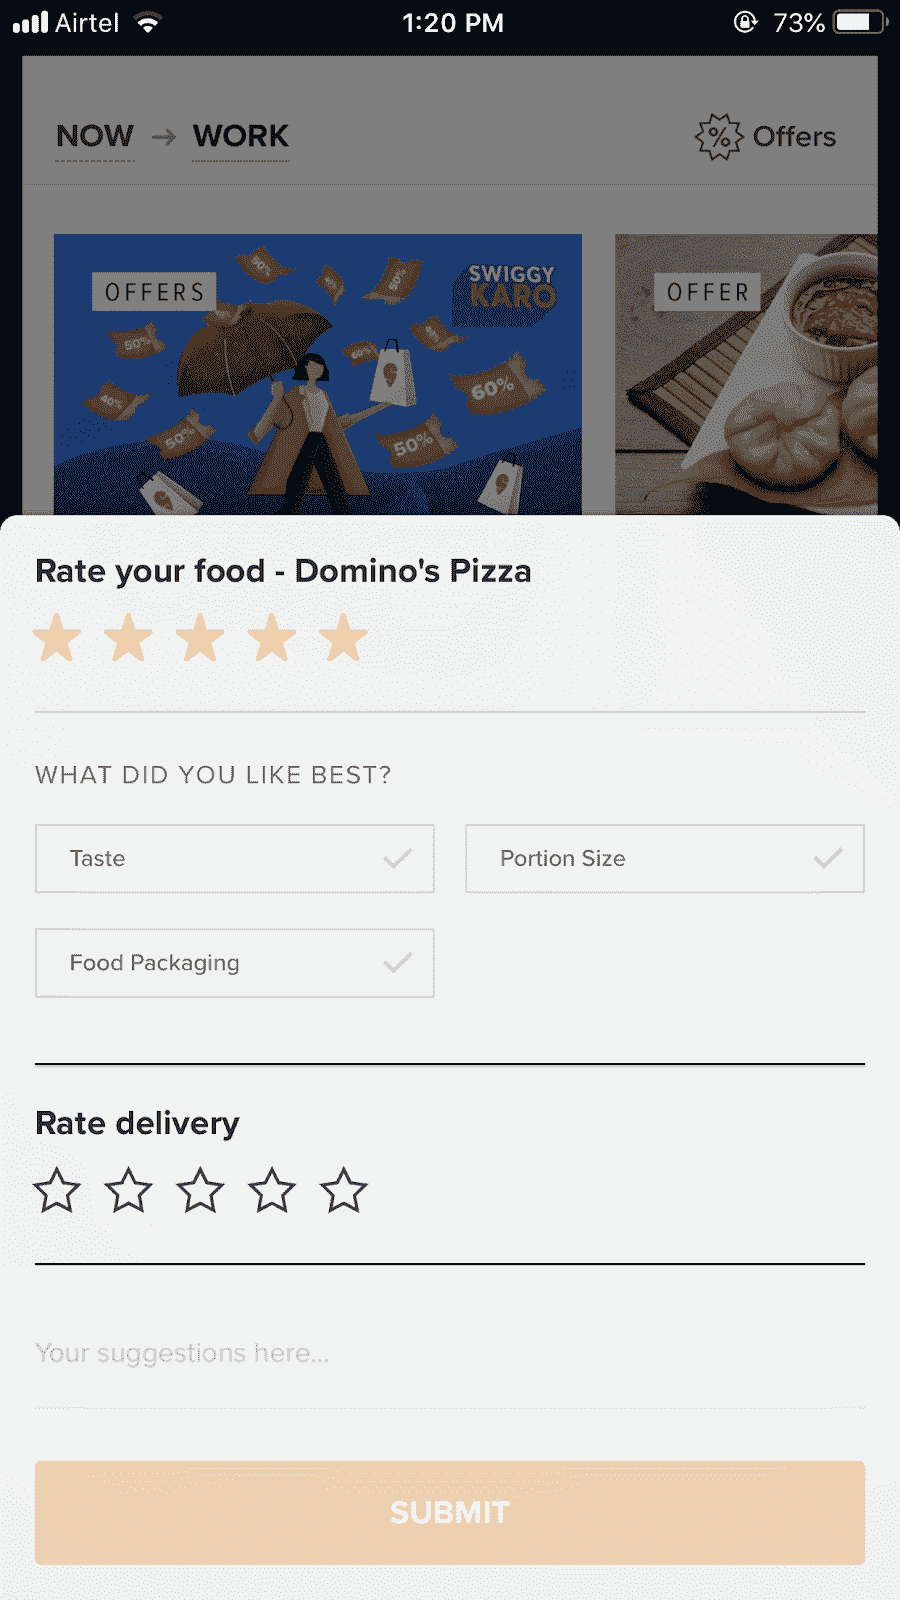 Airtel 1:20 PM 73%
NOW → WORK Offers
OFFERS
SWIGGY
KARO
OFFER
50%
50%
50%
60%
60%
40%
50%
50%
Rate your food - Domino's Pizza
WHAT DID YOU LIKE BEST?
Taste
Portion Size
Food Packaging
Rate delivery
Your suggestions here...
SUBMIT